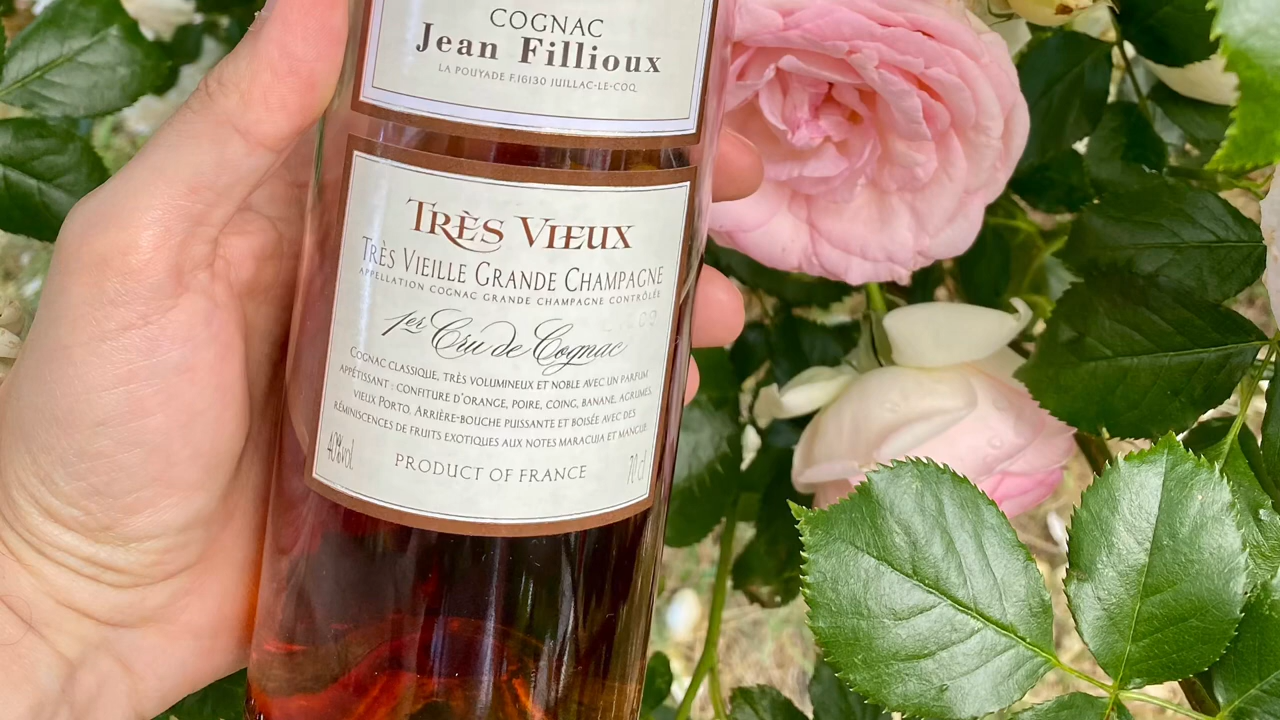 COGNAC
Jean Fillioux
LA POUYADE F.16130 JUILLAC-LE-COQ
TRÈS VIEUX
TRÈS VIEILLE GRANDE CHAMPAGNE
APPELLATION COGNAC GRANDE CHAMPAGNE CONTRÔLÉE
1er Cru de Cognac
COGNAC CLASSIQUE, TRÈS VOLUMINEUX ET NOBLE AVEC UN PARFUM
APPÉTISSANT : CONFITURE D'ORANGE, POIRE, COING, BANANE, AGRUMES,
VIEUX PORTO. ARRIÈRE-BOUCHE PUISSANTE ET BOISÉE AVEC DES
RÉMINISCENCES DE FRUITS EXOTIQUES AUX NOTES MARACUJA ET MANGUE.
40%vol
PRODUCT OF FRANCE
70 cl